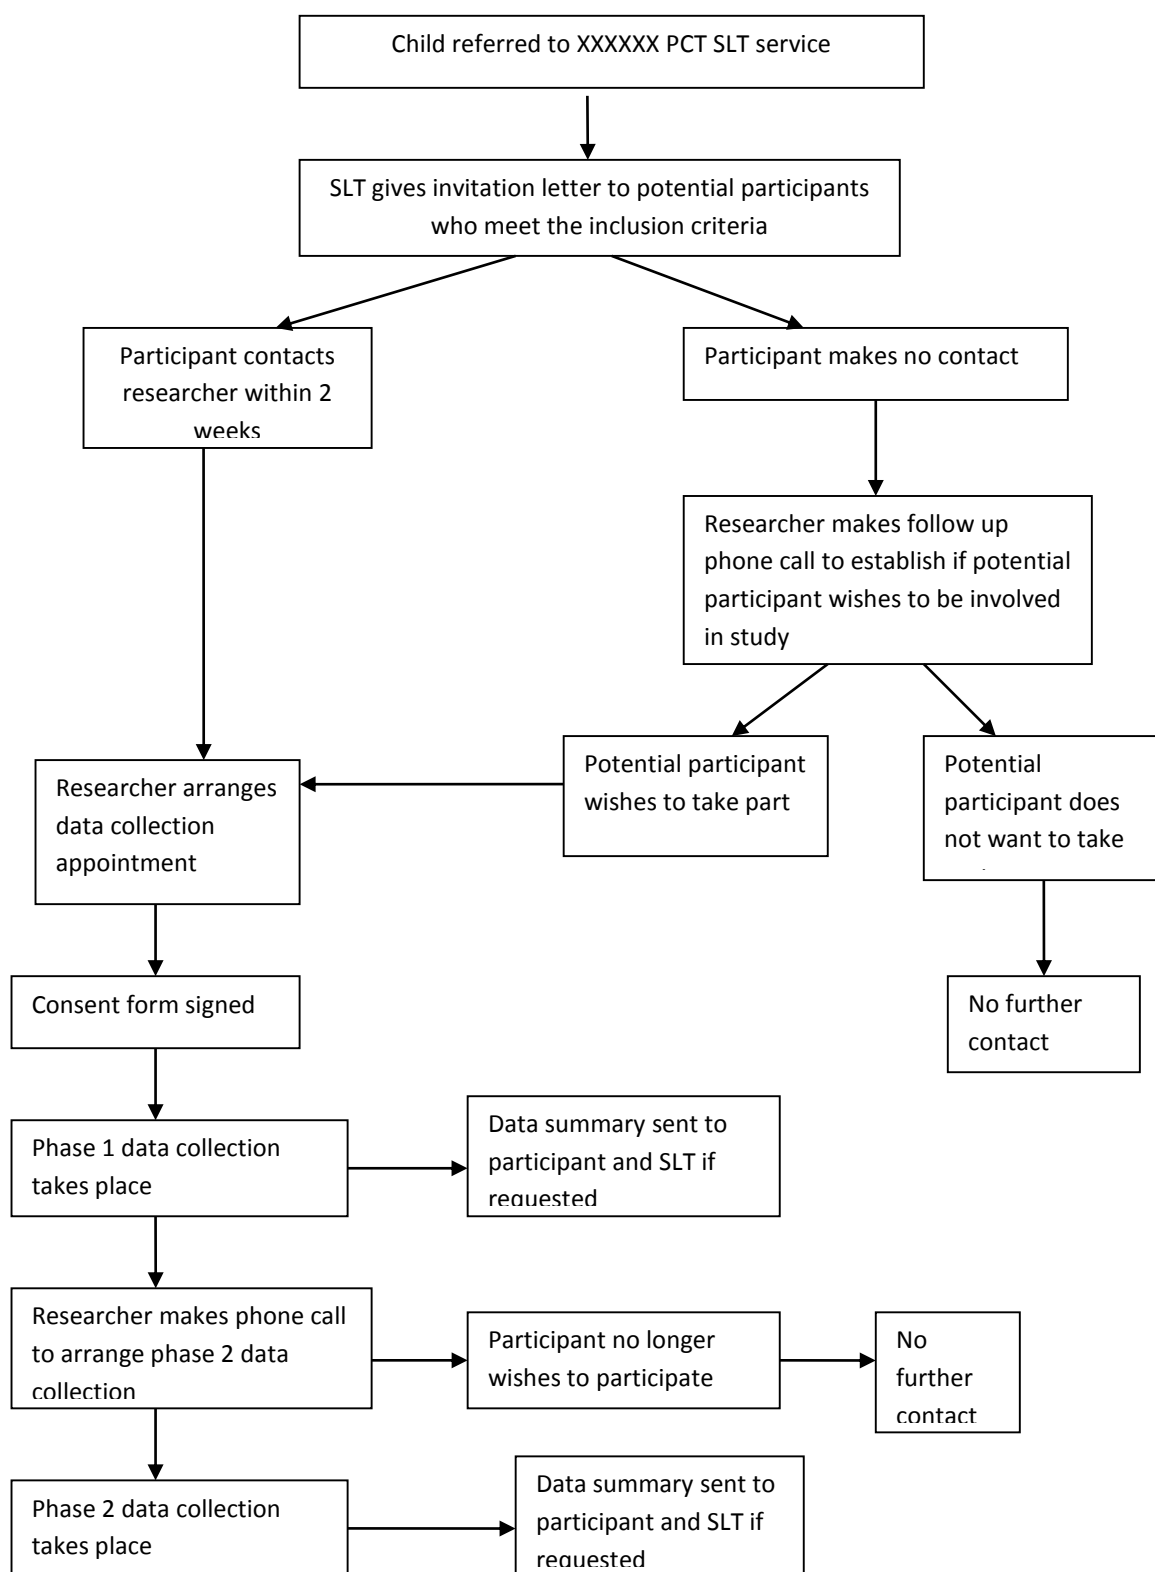 Child referred to XXXXXX PCT SLT service
SLT gives invitation letter to potential participants
who meet the inclusion criteria
Participant contacts
researcher within 2
weeks
Participant makes no contact
Researcher makes follow up
phone call to establish if potential
participant wishes to be involved
in study
Potential participant
wishes to take part
Potential
participant does
not want to take
Researcher arranges
data collection
appointment
Consent form signed
No further
contact
Phase 1 data collection
takes place
Data summary sent to
participant and SLT if
requested
Researcher makes phone call
to arrange phase 2 data
collection
Participant no longer
wishes to participate
No
further
contact
Phase 2 data collection
takes place
Data summary sent to
participant and SLT if
requested